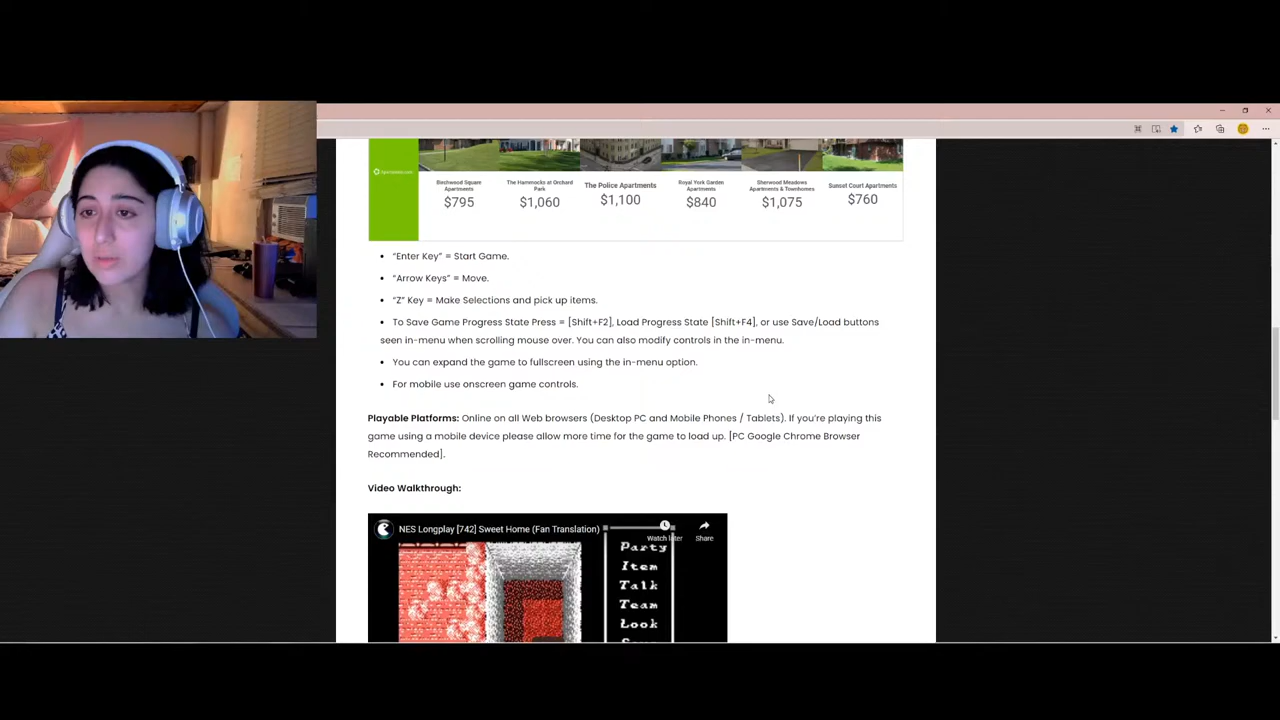 Apartments.com
Birchwood Square Apartments
$795
The Hammocks at Orchard Park
$1,060
The Police Apartments
$1,100
Royal York Garden Apartments
$840
Sherwood Meadows Apartments & Townhomes
$1,075
Sunset Court Apartments
$760
• “Enter Key” = Start Game.
• “Arrow Keys” = Move.
• “Z” Key = Make Selections and pick up items.
• To Save Game Progress State Press = [Shift+F2], Load Progress State [Shift+F4], or use Save/Load buttons
seen in-menu when scrolling mouse over. You can also modify controls in the in-menu.
• You can expand the game to fullscreen using the in-menu option.
• For mobile use onscreen game controls.
Playable Platforms: Online on all Web browsers (Desktop PC and Mobile Phones / Tablets). If you’re playing this
game using a mobile device please allow more time for the game to load up. [PC Google Chrome Browser
Recommended].
Video Walkthrough:
NES Longplay [742] Sweet Home (Fan Translation)
Watch later
Share
Party
Item
Talk
Team
Look